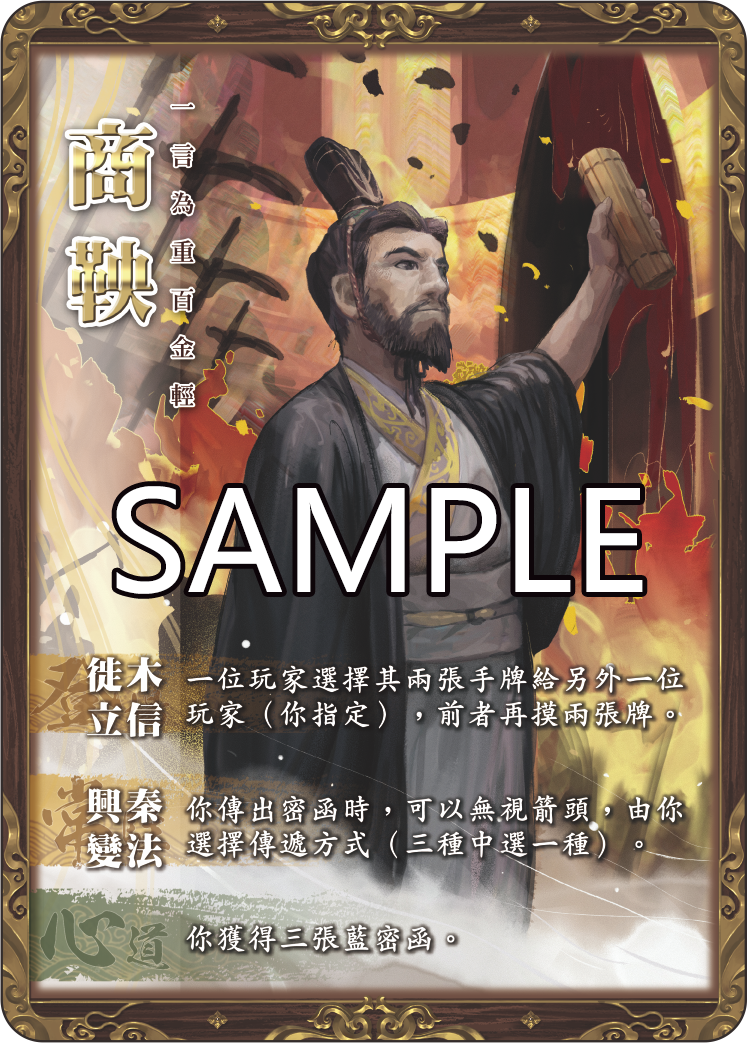 商鞅
一言為重百金輕
SAMPLE
登
徙木
立信
一位玩家選擇其兩張手牌給另外一位
玩家（你指定），前者再摸兩張牌。
常
興秦
變法
你傳出密函時，可以無視箭頭，由你
選擇傳遞方式（三種中選一種）。
心道
你獲得三張藍密函。